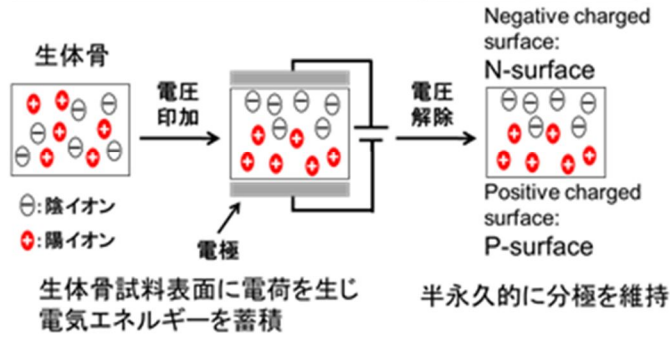 生体骨
電圧
印加
電圧
解除
Negative charged
surface:
N-surface
Positive charged
surface:
P-surface
⊖:陰イオン
⊕:陽イオン
電極
生体骨試料表面に電荷を生じ
電気エネルギーを蓄積
半永久的に分極を維持